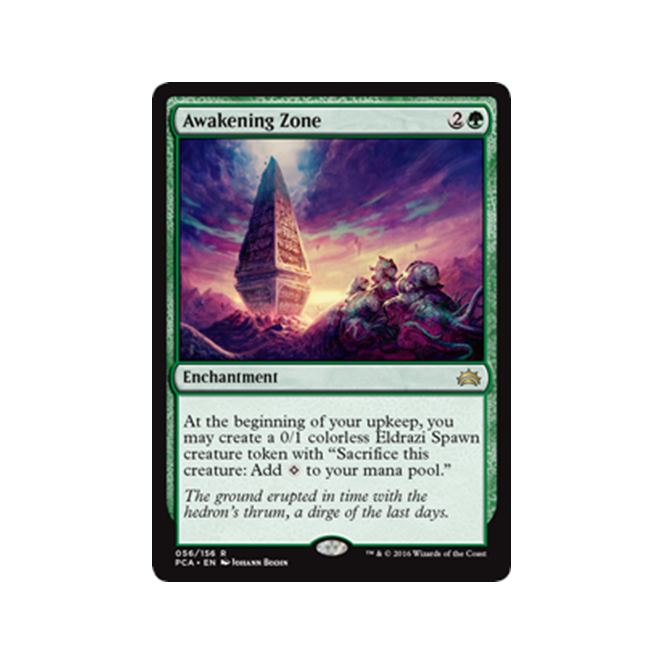 Awakening Zone 2
Enchantment
At the beginning of your upkeep, you
may create a 0/1 colorless Eldrazi Spawn
creature token with “Sacrifice this
creature: Add to your mana pool.”
The ground erupted in time with the
hedron's thrum, a dirge of the last days.
056/156 R
PCA • EN Johann Bodin
™ & © 2016 Wizards of the Coast